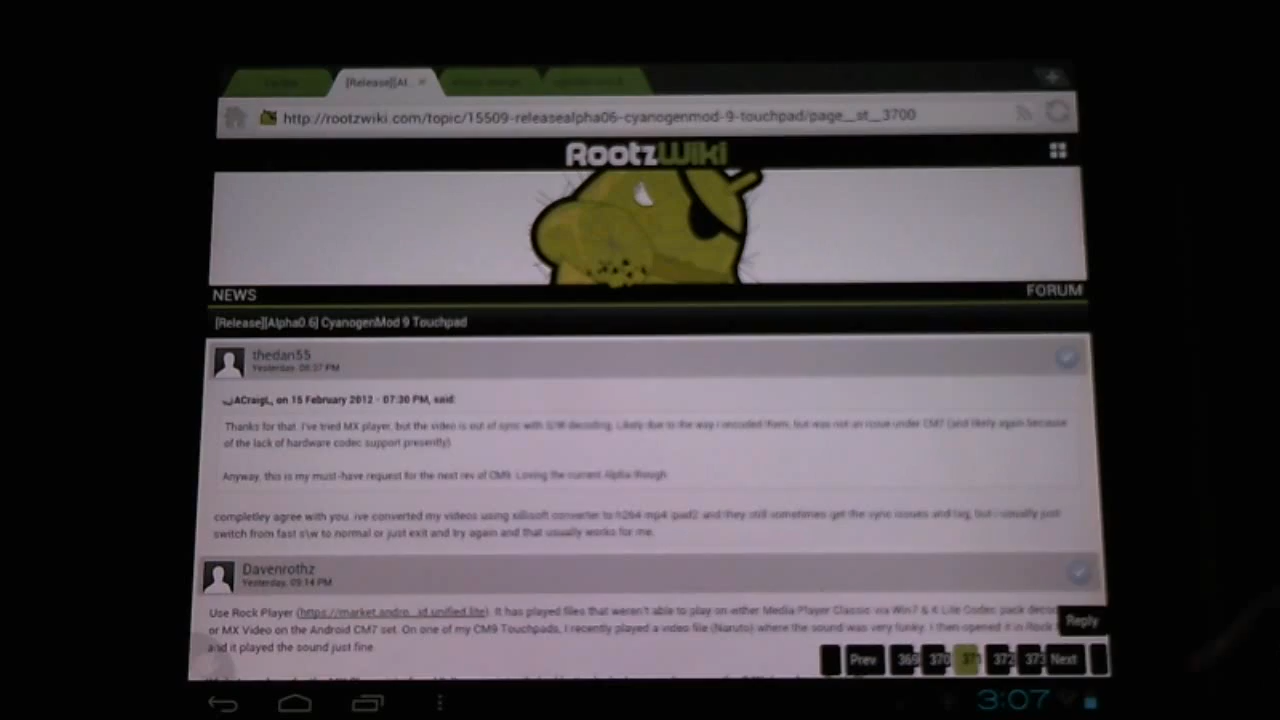 [Release][Al...
http://rootzwiki.com/topic/15509-releasealpha06-cyanogenmod-9-touchpad/page__st__3700
RootzWiki
NEWS
FORUM
[Release][Alpha0.6] CyanogenMod 9 Touchpad
thedan55
Yesterday, 08:37 PM
ACraigL, on 15 February 2012 - 07:30 PM, said:
Thanks for that. I've tried MX player, but the video is out of sync with S/W decoding. Likely due to the way I encoded them, but was not an issue under CM7 (and likely again because
of the lack of hardware codec support presently).
Anyway, this is my must-have request for the next rev of CM9. Loving the current Alpha though.
completley agree with you. ive converted my videos using xilisoft converter to h264 mp4 ipad2 and they still sometimes get the sync issues and lag, but i usually just
switch from fast s\w to normal or just exit and try again and that usually works for me.
Davenrothz
Yesterday, 09:14 PM
Use Rock Player (https://market.andro...xd.unified.lite). It has played files that weren't able to play on either Media Player Classic via Win7 & K Lite Codec pack
or MX Video on the Android CM7 set. On one of my CM9 Touchpads, I recently played a video file (Naruto) where the sound was very funky. I then opened it in Rock
and it played the sound just fine.
Reply
Prev 369 370 371 372 373 Next
3:07